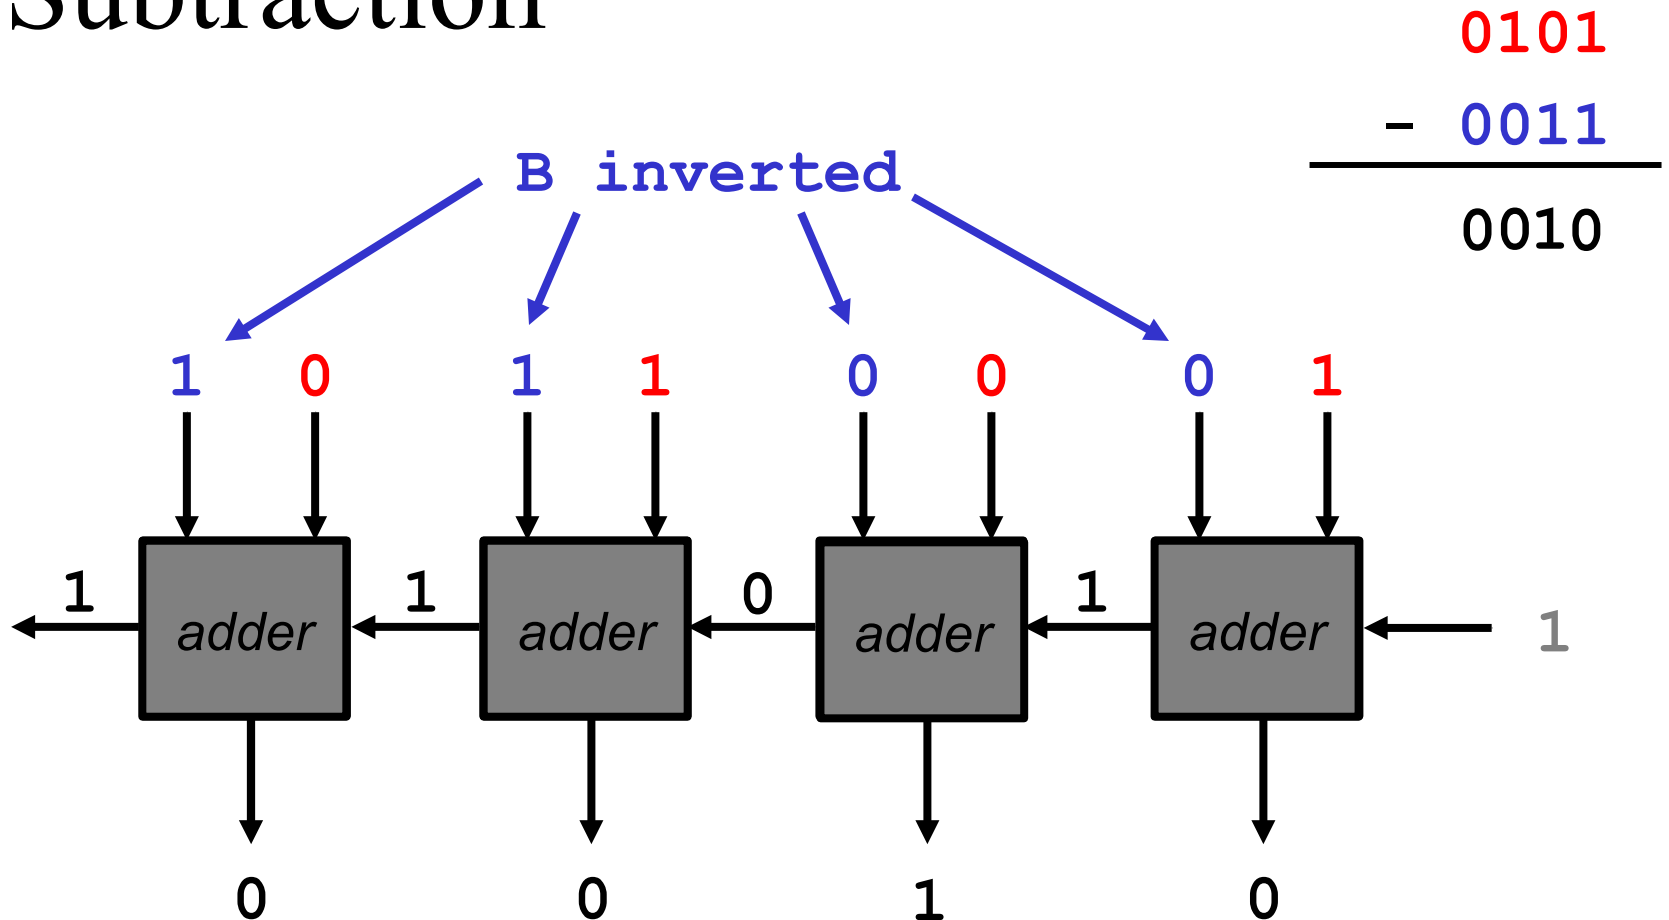 Subtraction
0101
- 0011
0010
B inverted
1 0 1 1 0 0 0 1
1 adder 1 adder 0 adder 1 adder 1
0 0 1 0